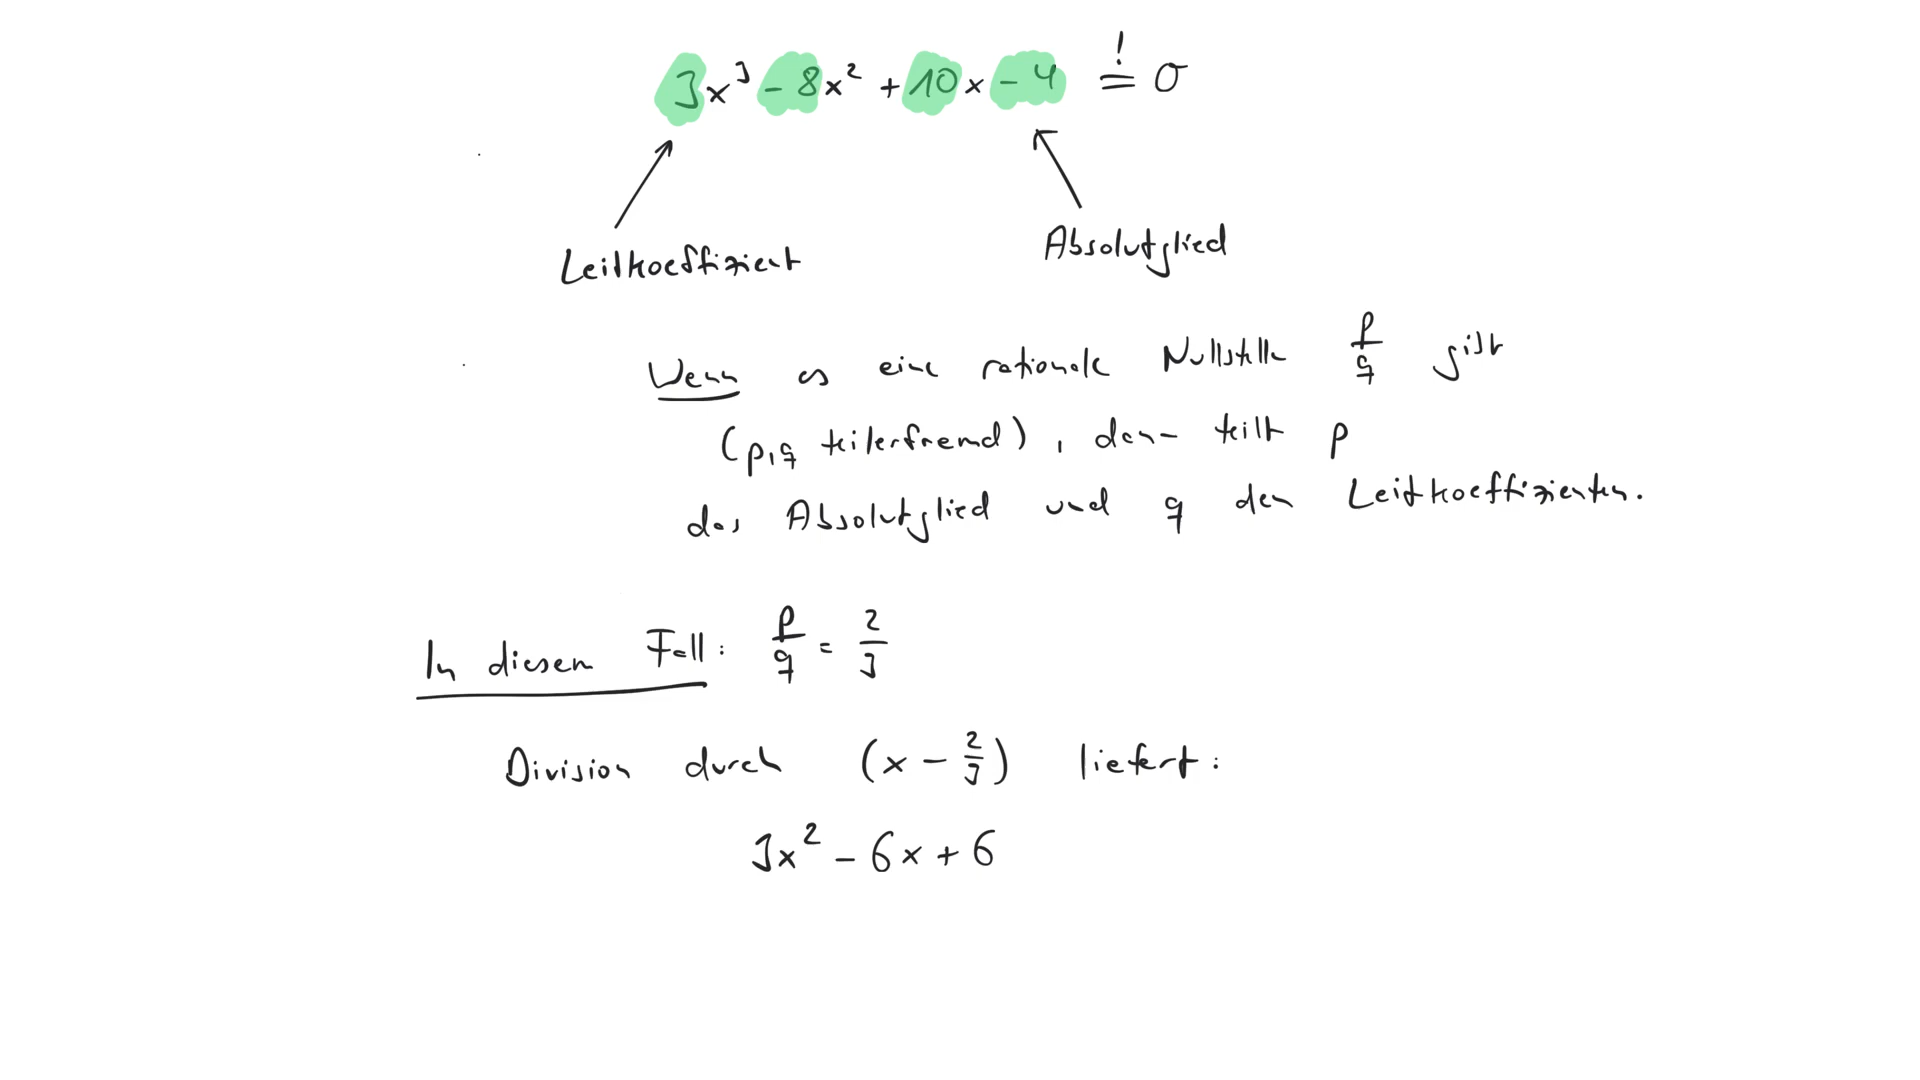 3x³ - 8x² + 10x - 4 =! 0
Leitkoeffizient
Absolutglied
Wenn es eine rationale Nullstelle p/q gibt
(p,q teilerfremd), dann teilt p
das Absolutglied und q den Leitkoeffizienten.
In diesem Fall: p/q = 2/3
Division durch (x - 2/3) liefert:
3x² - 6x + 6